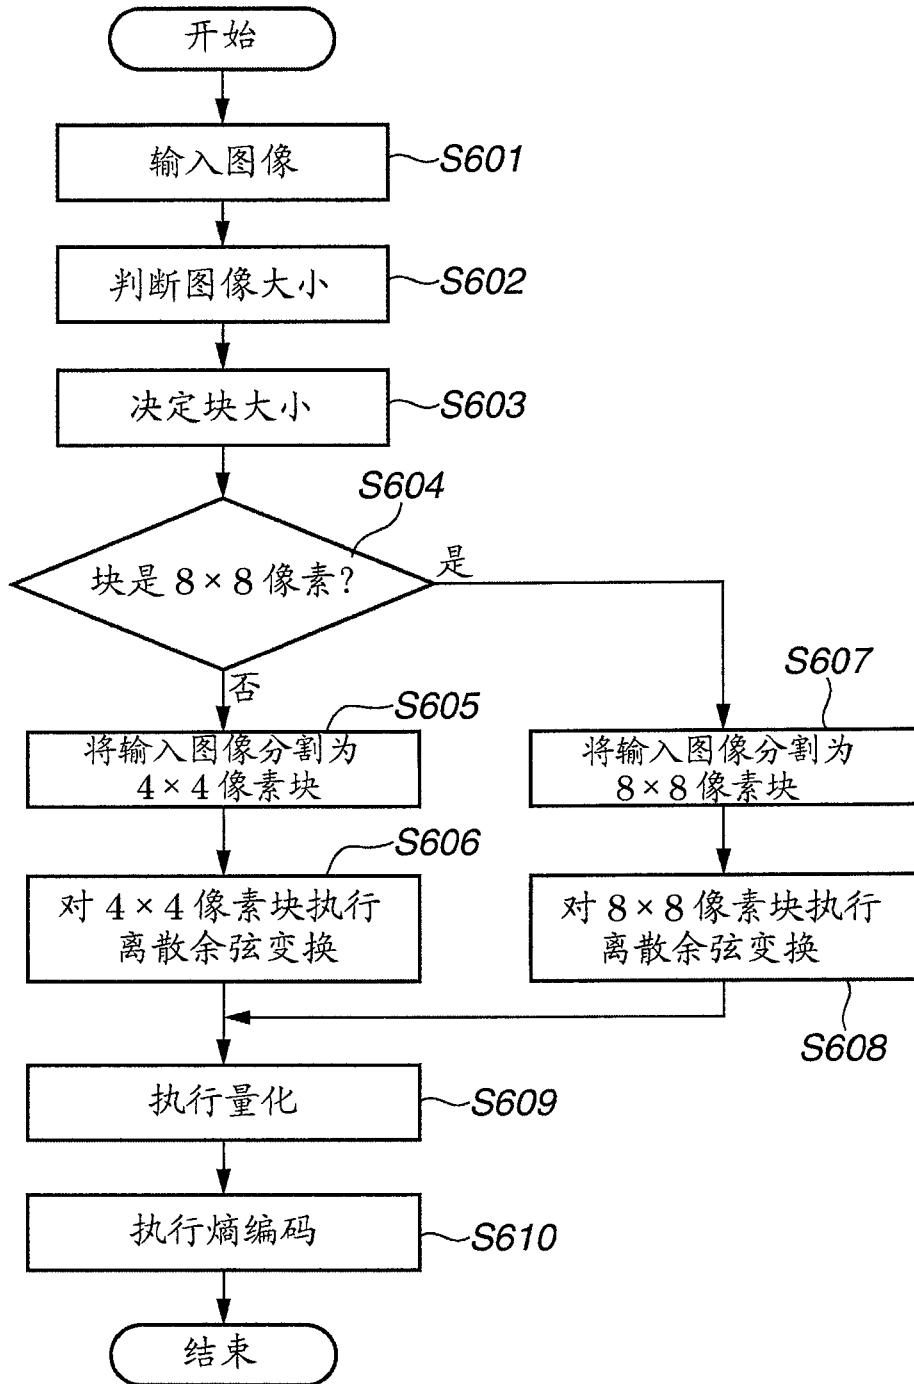 开始
输入图像
S601
判断图像大小
S602
决定块大小
S603
S604
块是 8×8 像素?
是
否
S605
将输入图像分割为
4×4 像素块
S607
将输入图像分割为
8×8 像素块
S606
对 4×4 像素块执行
离散余弦变换
对 8×8 像素块执行
离散余弦变换
S608
执行量化
S609
执行熵编码
S610
结束